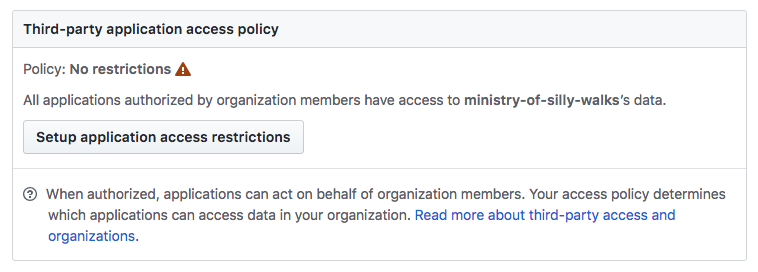 Third-party application access policy
Policy: No restrictions
All applications authorized by organization members have access to ministry-of-silly-walks's data.
Setup application access restrictions
When authorized, applications can act on behalf of organization members. Your access policy determines
which applications can access data in your organization. Read more about third-party access and
organizations.